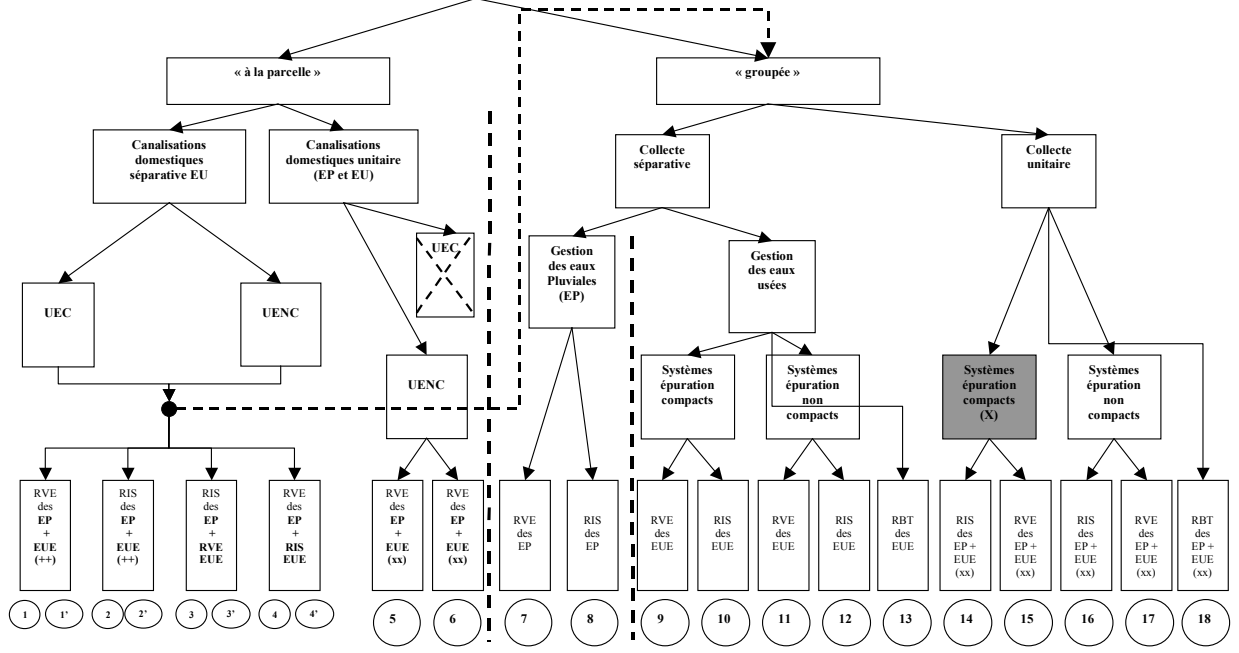 « à la parcelle »
« groupée »
Canalisations
domestiques
séparative EU
Canalisations
domestiques unitaire
(EP et EU)
Collecte
séparative
Collecte
unitaire
UEC
UENC
UEC
UENC
Gestion
des eaux
Pluviales
(EP)
Gestion
des eaux
usées
Systèmes
épuration
compacts
Systèmes
épuration
non
compacts
Systèmes
épuration
compacts
(X)
Systèmes
épuration
non
compacts
RVE
des
EP
+
EUE
(++)
RIS
des
EP
+
EUE
(++)
RIS
des
EP
+
RVE
EUE
RVE
des
EP
+
RIS
EUE
RVE
des
EP
+
EUE
(xx)
RVE
des
EP
+
EUE
(xx)
RVE
des
EP
RIS
des
EP
RVE
des
EUE
RIS
des
EUE
RVE
des
EUE
RIS
des
EUE
RBT
des
EUE
RIS
des
EP +
EUE
(xx)
RVE
des
EP +
EUE
(xx)
RIS
des
EP +
EUE
(xx)
RVE
des
EP +
EUE
(xx)
RBT
des
EP +
EUE
(xx)
1 1' 2 2' 3 3' 4 4' 5 6 7 8 9 10 11 12 13 14 15 16 17 18